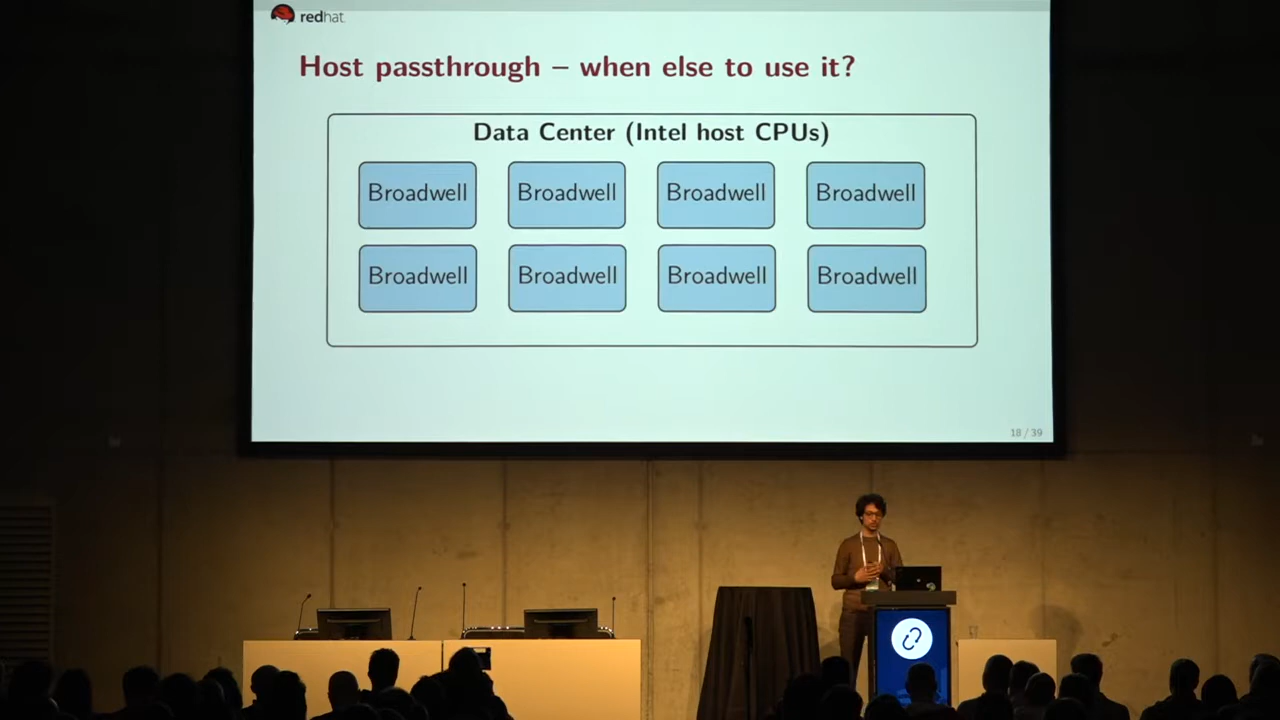 redhat.
Host passthrough – when else to use it?
Data Center (Intel host CPUs)
Broadwell Broadwell Broadwell Broadwell
Broadwell Broadwell Broadwell Broadwell
18 / 39